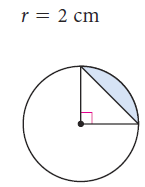 r = 2 cm